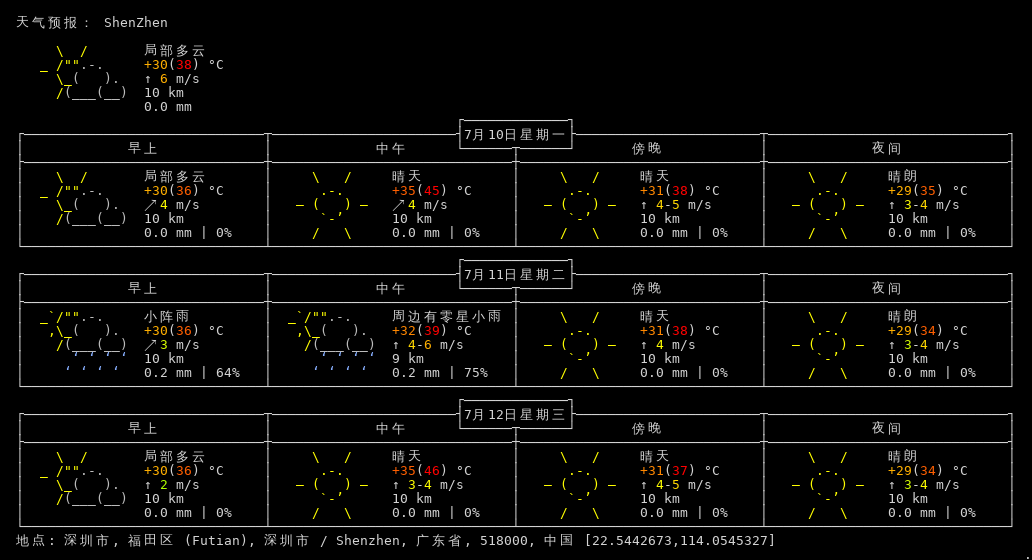 天气预报： ShenZhen
局部多云
+30(38) °C
↑ 6 m/s
10 km
0.0 mm
7月10日星期一
早上 中午 傍晚 夜间
局部多云 晴天 晴天 晴朗
+30(36) °C +35(45) °C +31(38) °C +29(35) °C
↗ 4 m/s ↗ 4 m/s ↑ 4-5 m/s ↑ 3-4 m/s
10 km 10 km 10 km 10 km
0.0 mm | 0% 0.0 mm | 0% 0.0 mm | 0% 0.0 mm | 0%
7月11日星期二
早上 中午 傍晚 夜间
小阵雨 周边有零星小雨 晴天 晴朗
+30(36) °C +32(39) °C +31(38) °C +29(34) °C
↗ 3 m/s ↑ 4-6 m/s ↑ 4 m/s ↑ 3-4 m/s
10 km 9 km 10 km 10 km
0.2 mm | 64% 0.2 mm | 75% 0.0 mm | 0% 0.0 mm | 0%
7月12日星期三
早上 中午 傍晚 夜间
局部多云 晴天 晴天 晴朗
+30(36) °C +35(46) °C +31(37) °C +29(34) °C
↑ 2 m/s ↑ 3-4 m/s ↑ 4-5 m/s ↑ 3-4 m/s
10 km 10 km 10 km 10 km
0.0 mm | 0% 0.0 mm | 0% 0.0 mm | 0% 0.0 mm | 0%
地点: 深圳市, 福田区 (Futian), 深圳市 / Shenzhen, 广东省, 518000, 中国 [22.5442673,114.0545327]